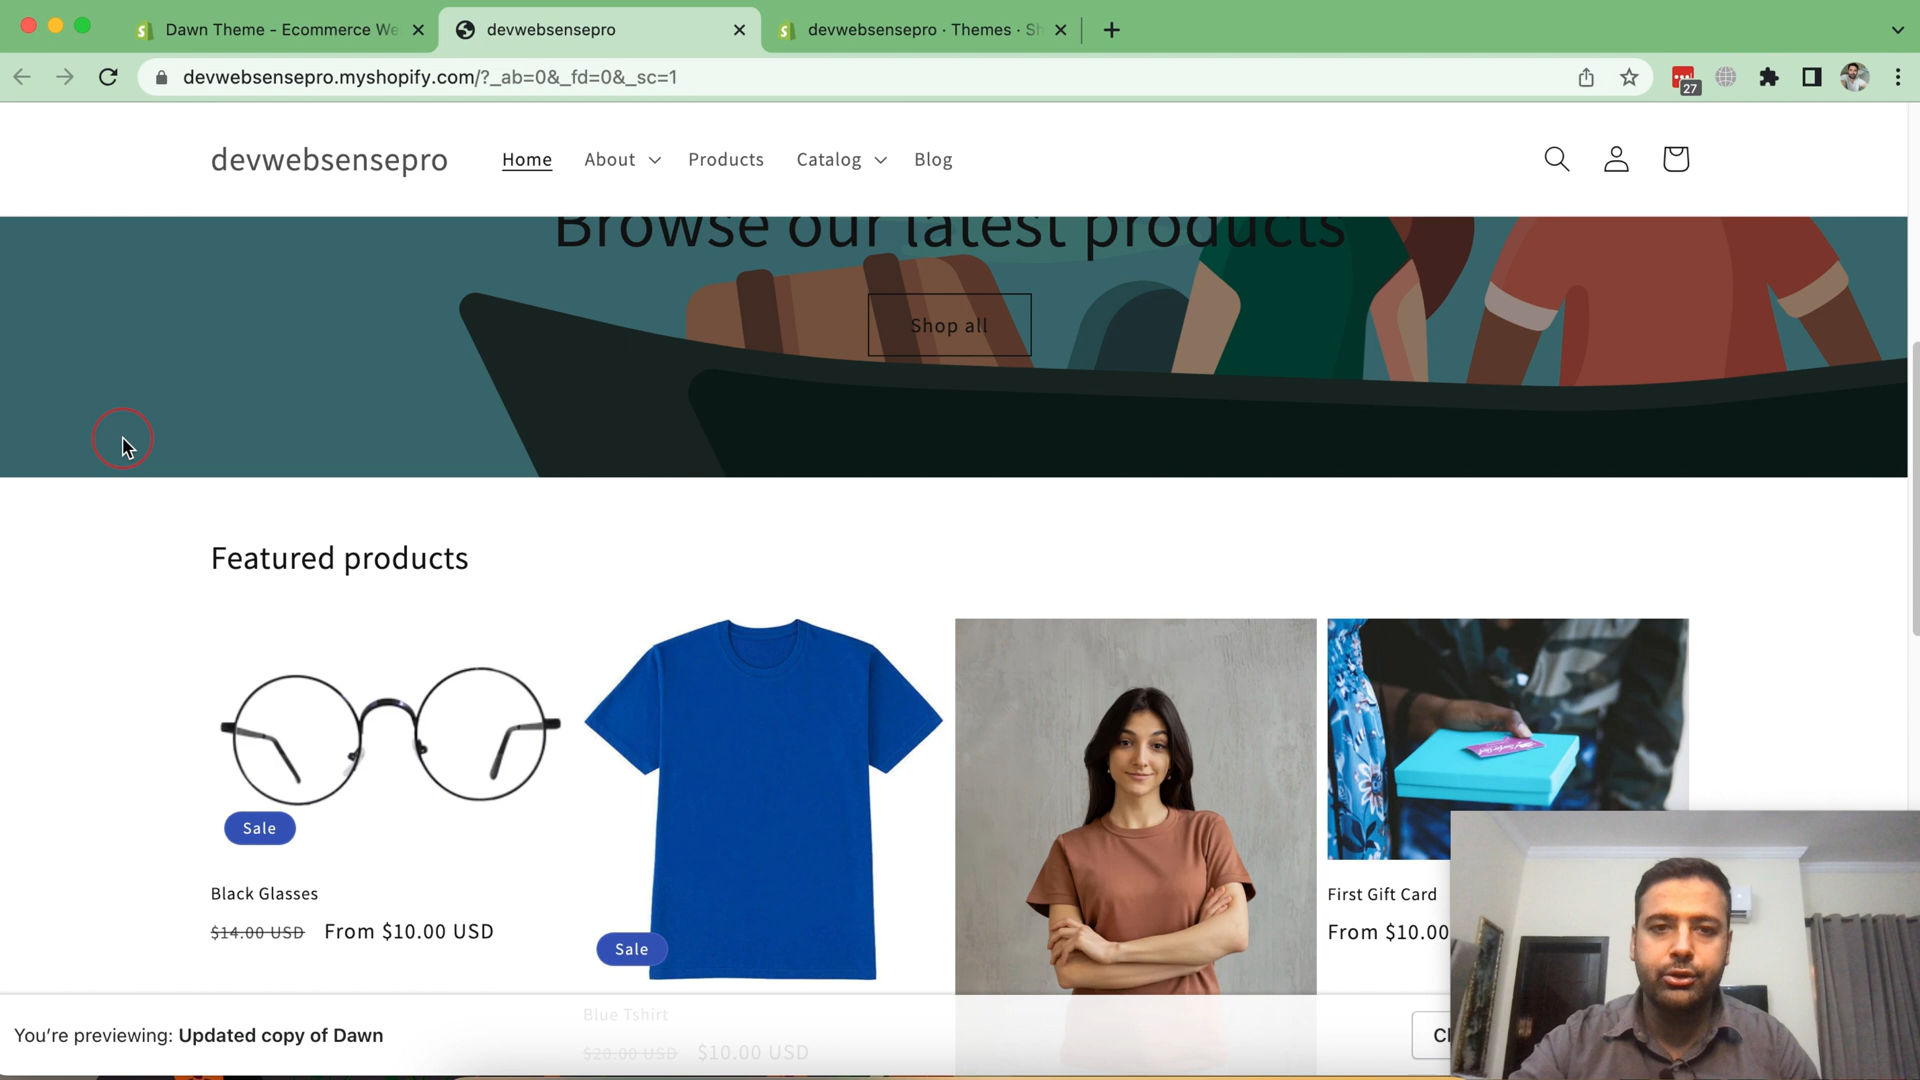 Dawn Theme - Ecommerce We
devwebsensepro
devwebsensepro · Themes · Sh
devwebsensepro.myshopify.com/?_ab=0&_fd=0&_sc=1
27
devwebsensepro
Home
About
Products
Catalog
Blog
Browse our latest products
Shop all
Featured products
Sale
Black Glasses
$14.00 USD From $10.00 USD
Sale
Blue Tshirt
$20.00 USD $10.00 USD
First Gift Card
From $10.00
You're previewing: Updated copy of Dawn